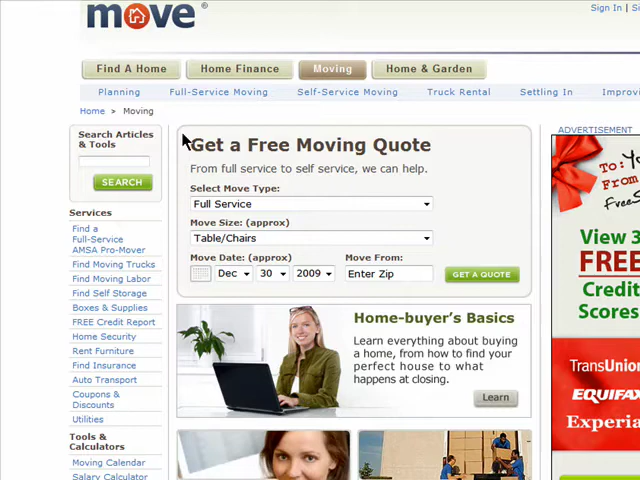 move®
Sign In |
Find A Home
Home Finance
Moving
Home & Garden
Planning
Full-Service Moving
Self-Service Moving
Truck Rental
Settling In
Home > Moving
Search Articles
& Tools
SEARCH
Services
Find a
Full-Service
AMSA Pro-Mover
Find Moving Trucks
Find Moving Labor
Find Self Storage
Boxes & Supplies
FREE Credit Report
Home Security
Rent Furniture
Find Insurance
Auto Transport
Coupons &
Discounts
Utilities
Tools &
Calculators
Moving Calendar
Salary Calculator
Get a Free Moving Quote
From full service to self service, we can help.
Select Move Type:
Full Service
Move Size: (approx)
Table/Chairs
Move Date: (approx)
Move From:
Dec 30 2009
Enter Zip
GET A QUOTE
Home-buyer's Basics
Learn everything about buying
a home, from how to find your
perfect house to what
happens at closing.
Learn
ADVERTISEMENT
To:
From
View 3
FREE
Credit
Scores
TransUnion
EQUIFAX
Experia